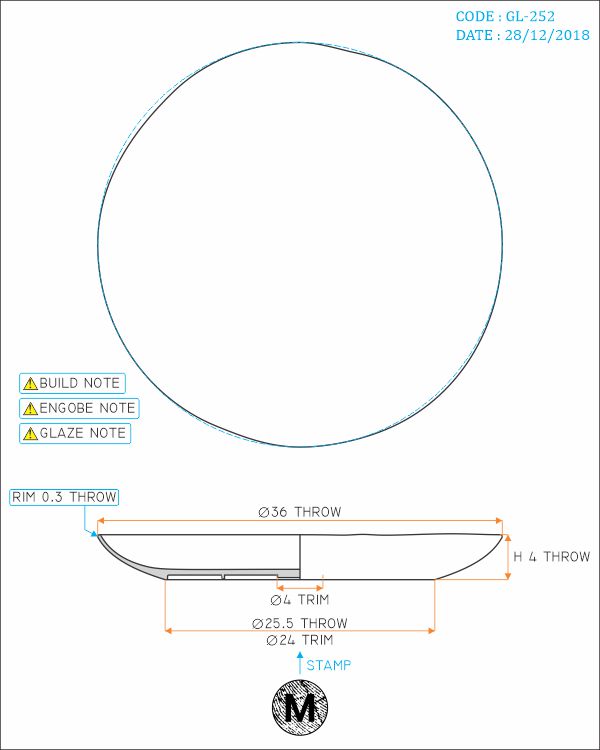 CODE : GL-252
DATE : 28/12/2018
BUILD NOTE
ENGOBE NOTE
GLAZE NOTE
RIM 0.3 THROW
Ø36 THROW
H 4 THROW
Ø4 TRIM
Ø25.5 THROW
Ø24 TRIM
STAMP
M